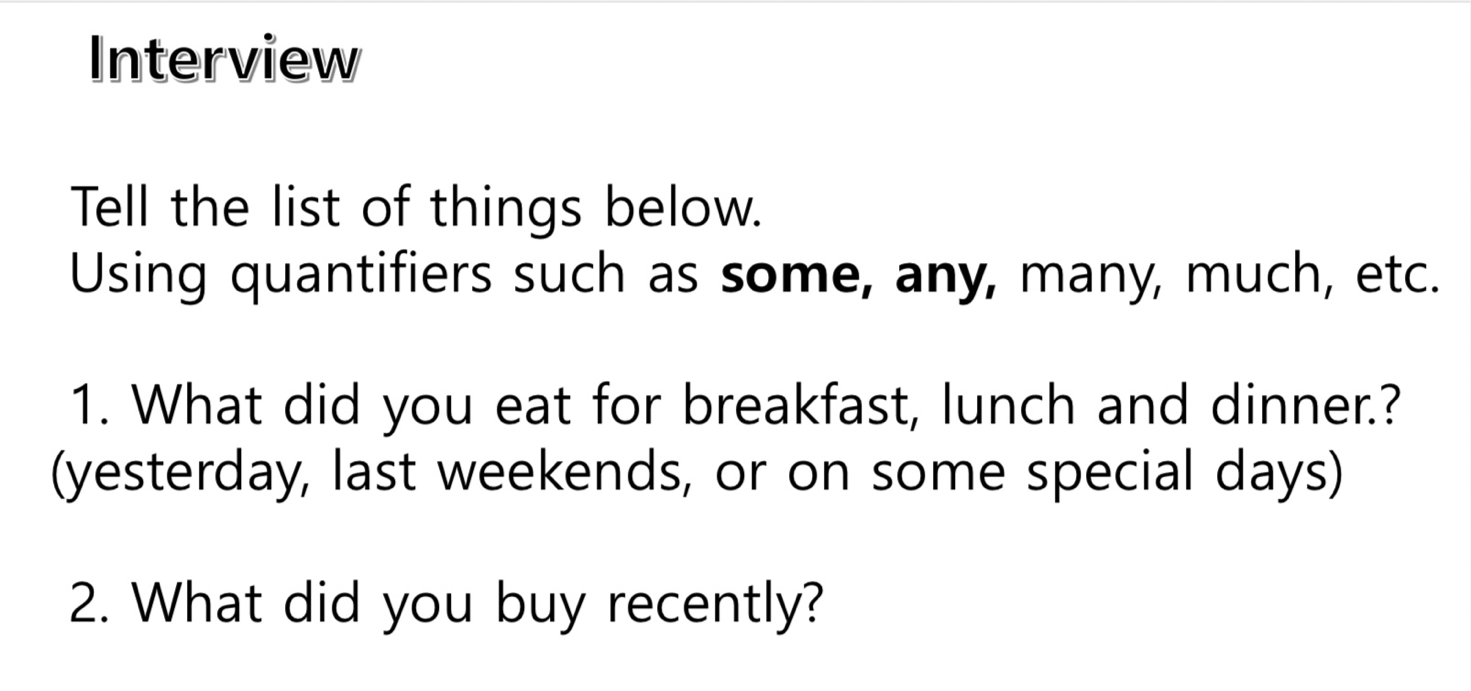 Interview
Tell the list of things below.
Using quantifiers such as some, any, many, much, etc.
1. What did you eat for breakfast, lunch and dinner.?
(yesterday, last weekends, or on some special days)
2. What did you buy recently?